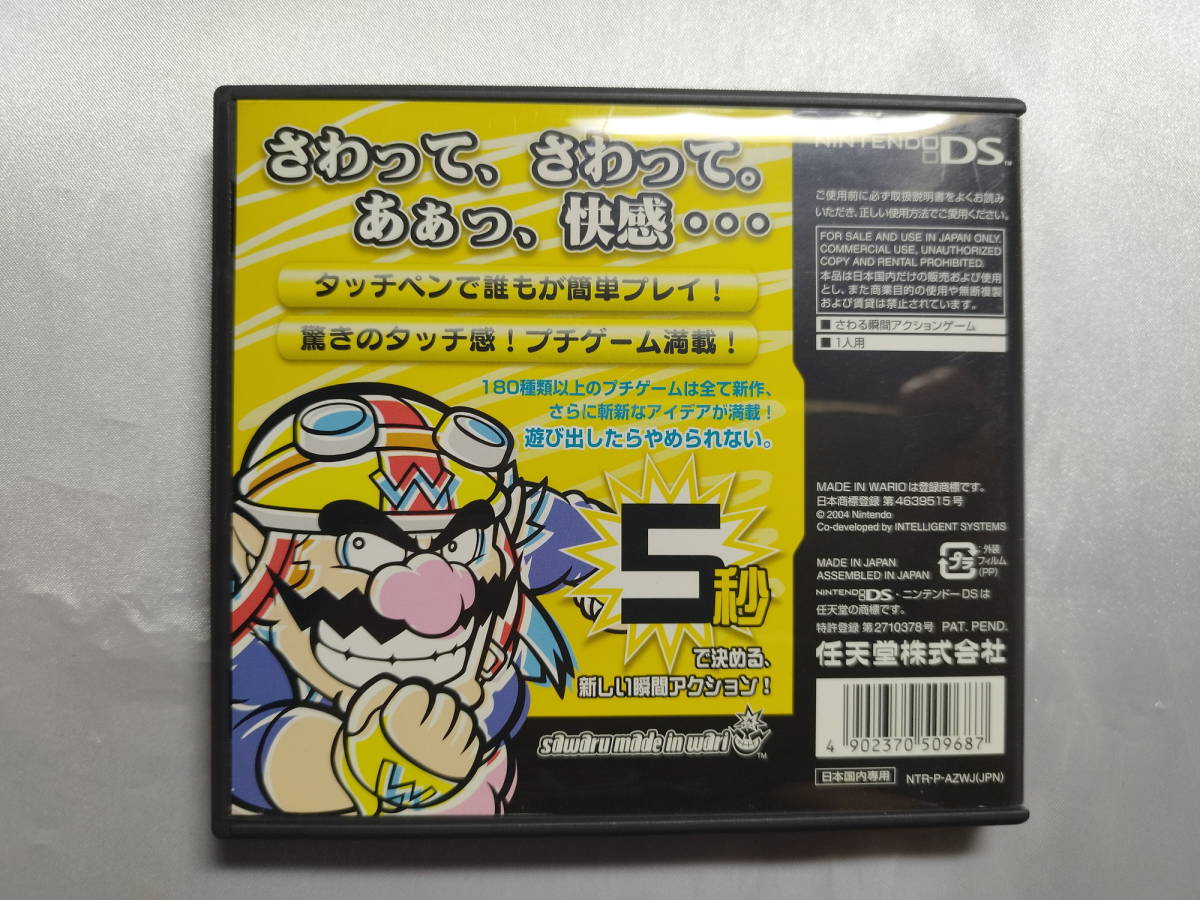 さわって、さわって。
あぁっ、快感・・・
タッチペンで誰もが簡単プレイ！
驚きのタッチ感！プチゲーム満載！
180種類以上のプチゲームは全て新作、
さらに斬新なアイデアが満載！
遊び出したらやめられない。
W
5秒
で決める、
新しい瞬間アクション！
W
sawaru made in wari
TM
NINTENDO DS TM
ご使用前に必ず取扱説明書をよくお読み
いただき、正しい使用方法でご愛用ください。
FOR SALE AND USE IN JAPAN ONLY.
COMMERCIAL USE, UNAUTHORIZED
COPY AND RENTAL PROHIBITED.
本品は日本国内だけの販売および使用
とし、また商業目的の使用や無断複製
および賃貸は禁止されています。
■ さわる瞬間アクションゲーム
■ 1人用
MADE IN WARIO は登録商標です。
日本商標登録 第4639515号
© 2004 Nintendo
Co-developed by INTELLIGENT SYSTEMS
MADE IN JAPAN
ASSEMBLED IN JAPAN
プラ
:外装
フィルム
(PP)
NINTENDO DS・ニンテンドーDSは
任天堂の商標です。
特許登録 第2710378号 PAT. PEND.
任天堂株式会社
4 902370 509687
日本国内専用
NTR-P-AZWJ(JPN)